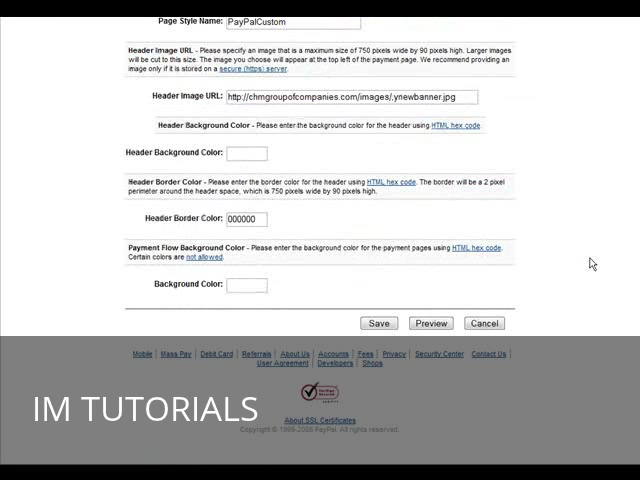 Page Style Name: PayPalCustom
Header Image URL - Please specify an image that is a maximum size of 750 pixels wide by 90 pixels high. Larger images
will be cut to this size. The image you choose will appear at the top left of the payment page. We recommend providing an
image only if it is stored on a secure (https) server.
Header Image URL: http://chmgroupofcompanies.com/images/,ynewbanner.jpg
Header Background Color - Please enter the background color for the header using HTML hex code.
Header Background Color:
Header Border Color - Please enter the border color for the header using HTML hex code. The border will be a 2 pixel
perimeter around the header space, which is 750 pixels wide by 90 pixels high.
Header Border Color: 000000
Payment Flow Background Color - Please enter the background color for the payment pages using HTML hex code.
Certain colors are not allowed.
Background Color:
Save Preview Cancel
Mobile | Mass Pay | Debit Card | Referrals | About Us | Accounts | Fees | Privacy | Security Center | Contact Us |
User Agreement | Developers | Shops
IM TUTORIALS
About SSL Certificates
Copyright © 1999-2008 PayPal. All rights reserved.